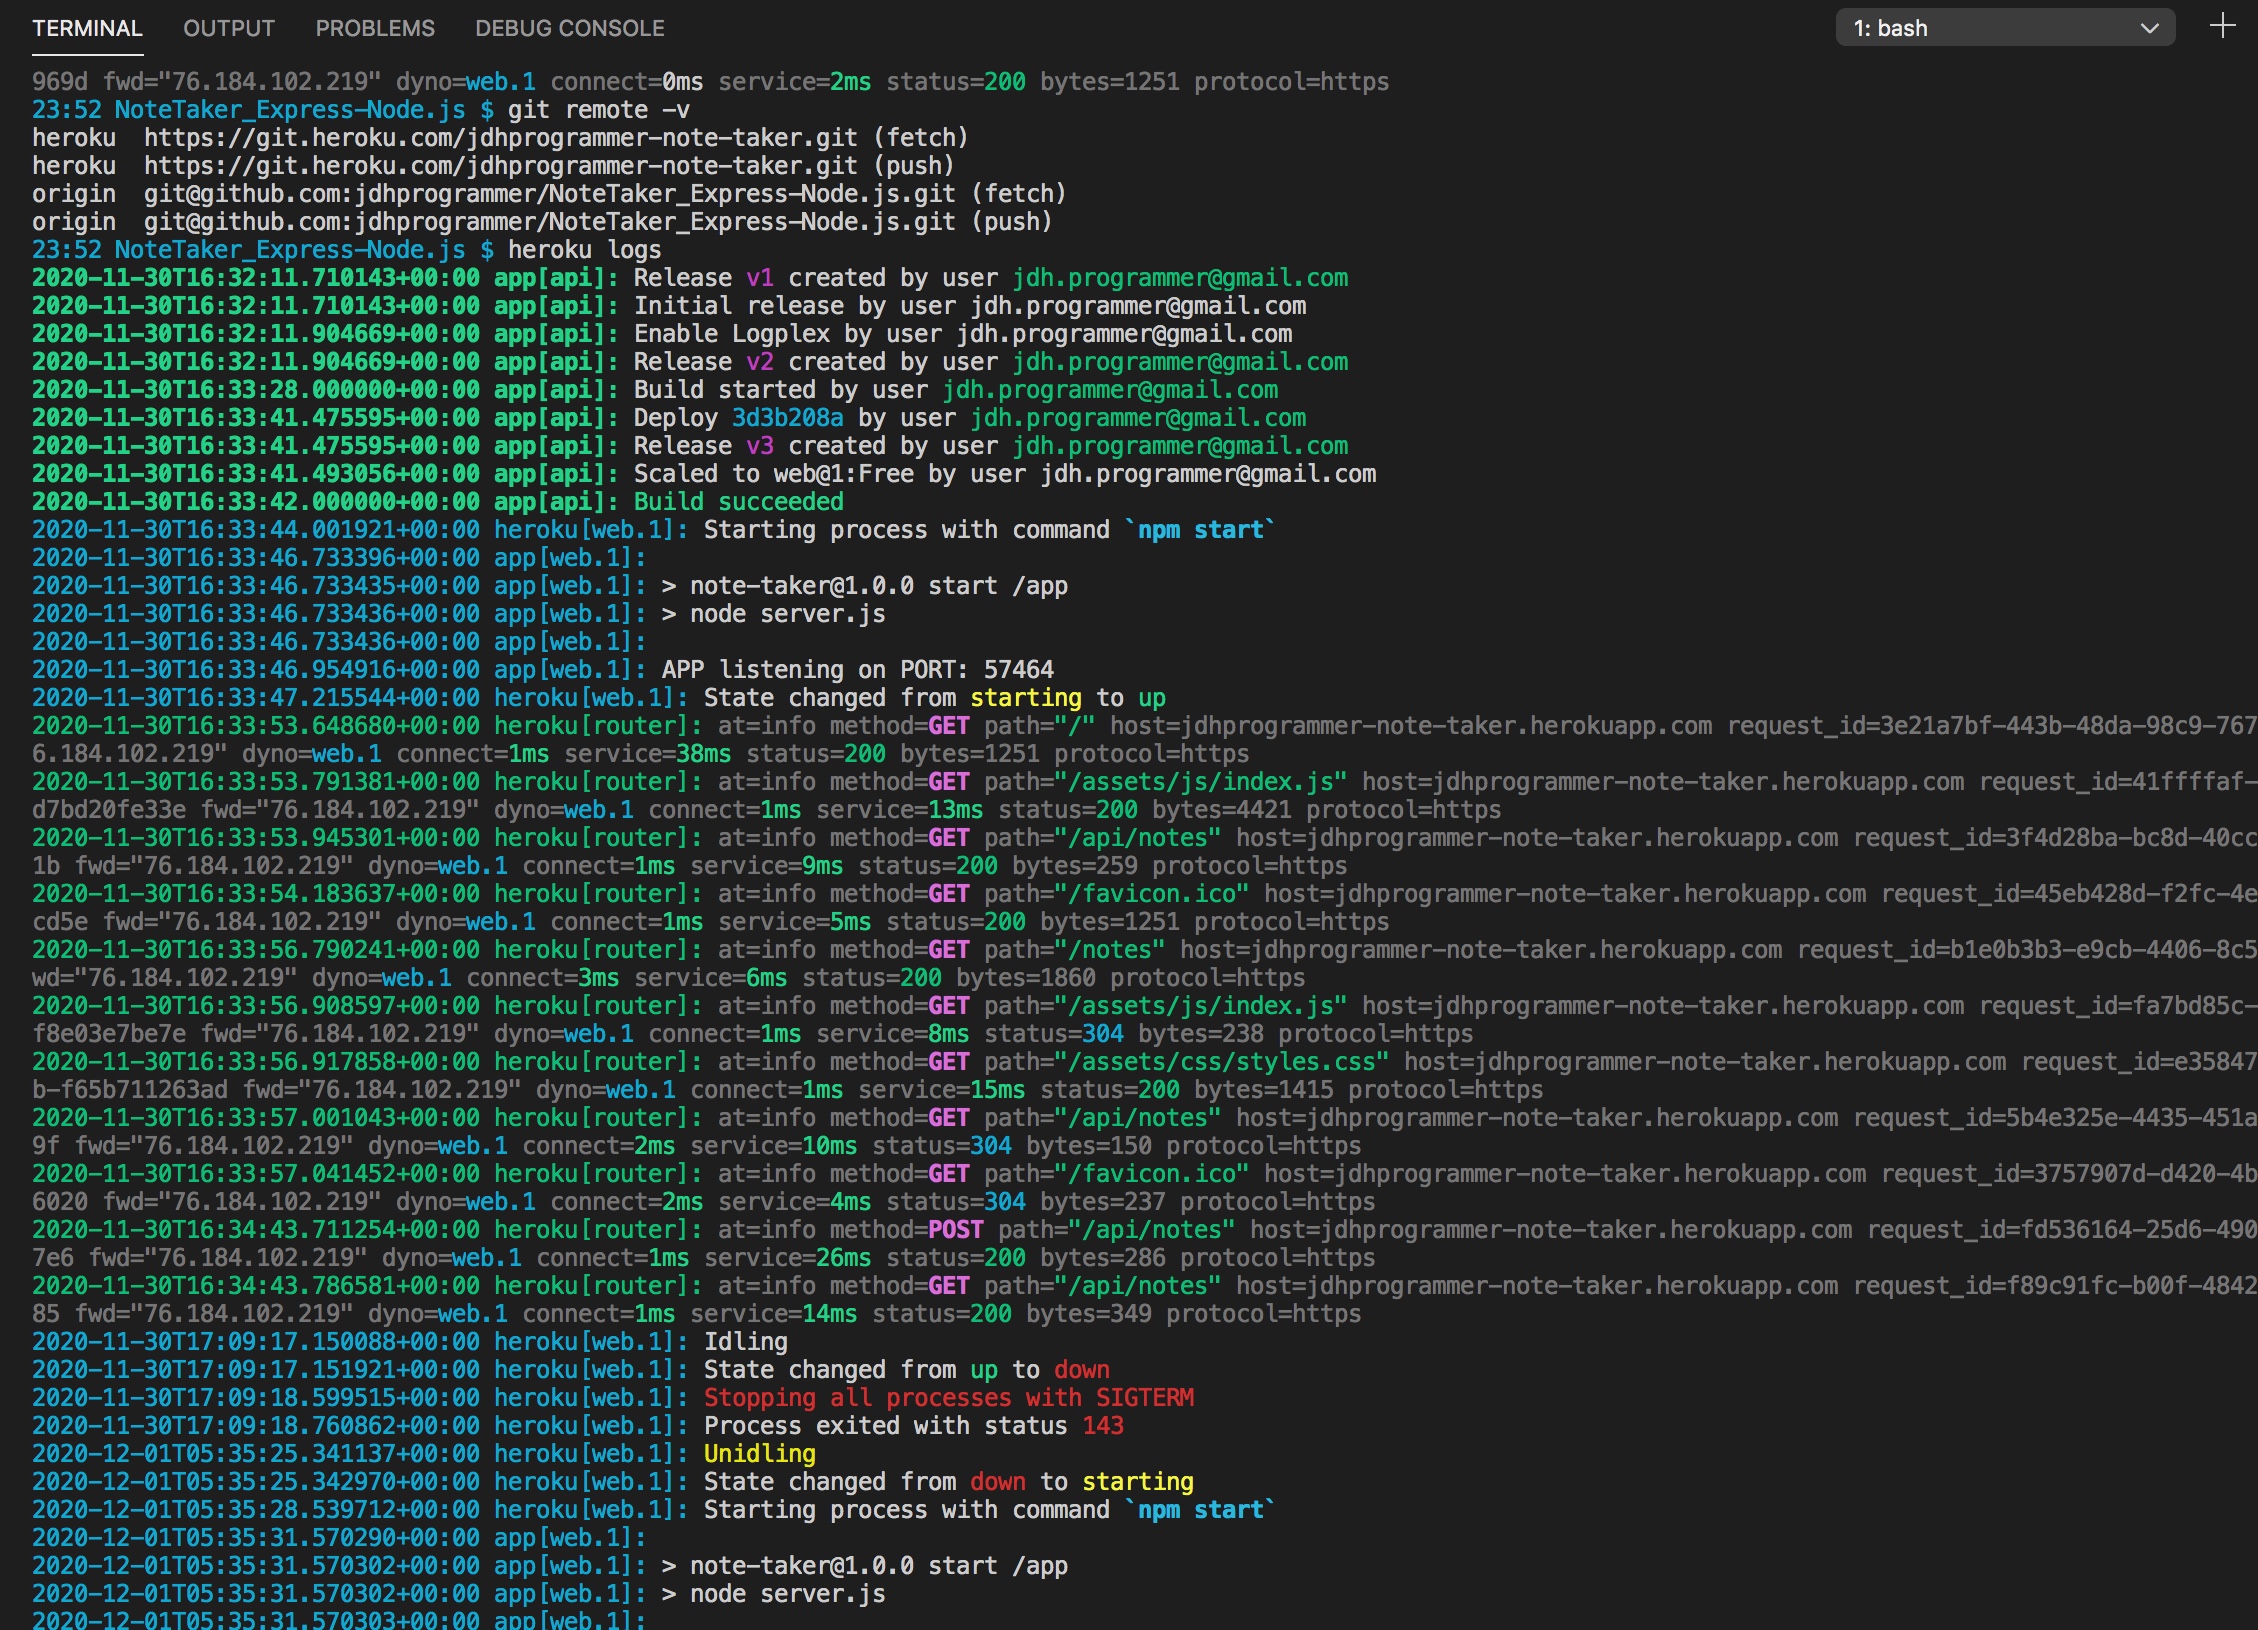 TERMINAL OUTPUT PROBLEMS DEBUG CONSOLE 1: bash
969d fwd="76.184.102.219" dyno=web.1 connect=0ms service=2ms status=200 bytes=1251 protocol=https
23:52 NoteTaker_Express-Node.js $ git remote -v
heroku  https://git.heroku.com/jdhprogrammer-note-taker.git (fetch)
heroku  https://git.heroku.com/jdhprogrammer-note-taker.git (push)
origin  git@github.com:jdhprogrammer/NoteTaker_Express-Node.js.git (fetch)
origin  git@github.com:jdhprogrammer/NoteTaker_Express-Node.js.git (push)
23:52 NoteTaker_Express-Node.js $ heroku logs
2020-11-30T16:32:11.710143+00:00 app[api]: Release v1 created by user jdh.programmer@gmail.com
2020-11-30T16:32:11.710143+00:00 app[api]: Initial release by user jdh.programmer@gmail.com
2020-11-30T16:32:11.904669+00:00 app[api]: Enable Logplex by user jdh.programmer@gmail.com
2020-11-30T16:32:11.904669+00:00 app[api]: Release v2 created by user jdh.programmer@gmail.com
2020-11-30T16:33:28.000000+00:00 app[api]: Build started by user jdh.programmer@gmail.com
2020-11-30T16:33:41.475595+00:00 app[api]: Deploy 3d3b208a by user jdh.programmer@gmail.com
2020-11-30T16:33:41.475595+00:00 app[api]: Release v3 created by user jdh.programmer@gmail.com
2020-11-30T16:33:41.493056+00:00 app[api]: Scaled to web@1:Free by user jdh.programmer@gmail.com
2020-11-30T16:33:42.000000+00:00 app[api]: Build succeeded
2020-11-30T16:33:44.001921+00:00 heroku[web.1]: Starting process with command `npm start`
2020-11-30T16:33:46.733396+00:00 app[web.1]:
2020-11-30T16:33:46.733435+00:00 app[web.1]: > note-taker@1.0.0 start /app
2020-11-30T16:33:46.733436+00:00 app[web.1]: > node server.js
2020-11-30T16:33:46.733436+00:00 app[web.1]:
2020-11-30T16:33:46.954916+00:00 app[web.1]: APP listening on PORT: 57464
2020-11-30T16:33:47.215544+00:00 heroku[web.1]: State changed from starting to up
2020-11-30T16:33:53.648680+00:00 heroku[router]: at=info method=GET path="/" host=jdhprogrammer-note-taker.herokuapp.com request_id=3e21a7bf-443b-48da-98c9-767
6.184.102.219" dyno=web.1 connect=1ms service=38ms status=200 bytes=1251 protocol=https
2020-11-30T16:33:53.791381+00:00 heroku[router]: at=info method=GET path="/assets/js/index.js" host=jdhprogrammer-note-taker.herokuapp.com request_id=41ffffaf-
d7bd20fe33e fwd="76.184.102.219" dyno=web.1 connect=1ms service=13ms status=200 bytes=4421 protocol=https
2020-11-30T16:33:53.945301+00:00 heroku[router]: at=info method=GET path="/api/notes" host=jdhprogrammer-note-taker.herokuapp.com request_id=3f4d28ba-bc8d-40cc
1b fwd="76.184.102.219" dyno=web.1 connect=1ms service=9ms status=200 bytes=259 protocol=https
2020-11-30T16:33:54.183637+00:00 heroku[router]: at=info method=GET path="/favicon.ico" host=jdhprogrammer-note-taker.herokuapp.com request_id=45eb428d-f2fc-4e
cd5e fwd="76.184.102.219" dyno=web.1 connect=1ms service=5ms status=200 bytes=1251 protocol=https
2020-11-30T16:33:56.790241+00:00 heroku[router]: at=info method=GET path="/notes" host=jdhprogrammer-note-taker.herokuapp.com request_id=b1e0b3b3-e9cb-4406-8c5
wd="76.184.102.219" dyno=web.1 connect=3ms service=6ms status=200 bytes=1860 protocol=https
2020-11-30T16:33:56.908597+00:00 heroku[router]: at=info method=GET path="/assets/js/index.js" host=jdhprogrammer-note-taker.herokuapp.com request_id=fa7bd85c-
f8e03e7be7e fwd="76.184.102.219" dyno=web.1 connect=1ms service=8ms status=304 bytes=238 protocol=https
2020-11-30T16:33:56.917858+00:00 heroku[router]: at=info method=GET path="/assets/css/styles.css" host=jdhprogrammer-note-taker.herokuapp.com request_id=e35847
b-f65b711263ad fwd="76.184.102.219" dyno=web.1 connect=1ms service=15ms status=200 bytes=1415 protocol=https
2020-11-30T16:33:57.001043+00:00 heroku[router]: at=info method=GET path="/api/notes" host=jdhprogrammer-note-taker.herokuapp.com request_id=5b4e325e-4435-451a
9f fwd="76.184.102.219" dyno=web.1 connect=2ms service=10ms status=304 bytes=150 protocol=https
2020-11-30T16:33:57.041452+00:00 heroku[router]: at=info method=GET path="/favicon.ico" host=jdhprogrammer-note-taker.herokuapp.com request_id=3757907d-d420-4b
6020 fwd="76.184.102.219" dyno=web.1 connect=2ms service=4ms status=304 bytes=237 protocol=https
2020-11-30T16:34:43.711254+00:00 heroku[router]: at=info method=POST path="/api/notes" host=jdhprogrammer-note-taker.herokuapp.com request_id=fd536164-25d6-490
7e6 fwd="76.184.102.219" dyno=web.1 connect=1ms service=26ms status=200 bytes=286 protocol=https
2020-11-30T16:34:43.786581+00:00 heroku[router]: at=info method=GET path="/api/notes" host=jdhprogrammer-note-taker.herokuapp.com request_id=f89c91fc-b00f-4842
85 fwd="76.184.102.219" dyno=web.1 connect=1ms service=14ms status=200 bytes=349 protocol=https
2020-11-30T17:09:17.150088+00:00 heroku[web.1]: Idling
2020-11-30T17:09:17.151921+00:00 heroku[web.1]: State changed from up to down
2020-11-30T17:09:18.599515+00:00 heroku[web.1]: Stopping all processes with SIGTERM
2020-11-30T17:09:18.760862+00:00 heroku[web.1]: Process exited with status 143
2020-12-01T05:35:25.341137+00:00 heroku[web.1]: Unidling
2020-12-01T05:35:25.342970+00:00 heroku[web.1]: State changed from down to starting
2020-12-01T05:35:28.539712+00:00 heroku[web.1]: Starting process with command `npm start`
2020-12-01T05:35:31.570290+00:00 app[web.1]:
2020-12-01T05:35:31.570302+00:00 app[web.1]: > note-taker@1.0.0 start /app
2020-12-01T05:35:31.570302+00:00 app[web.1]: > node server.js
2020-12-01T05:35:31.570303+00:00 app[web.1]: